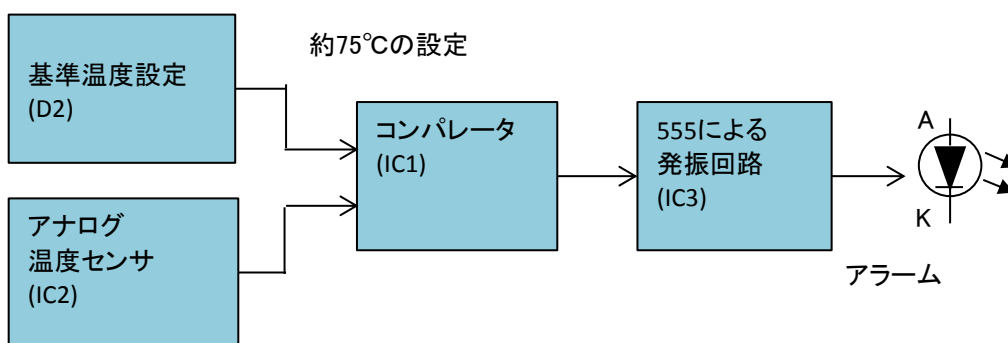 約75℃の設定
基準温度設定
(D2)
コンパレータ
(IC1)
555による
発振回路
(IC3)
A
K
アナログ
温度センサ
(IC2)
アラーム